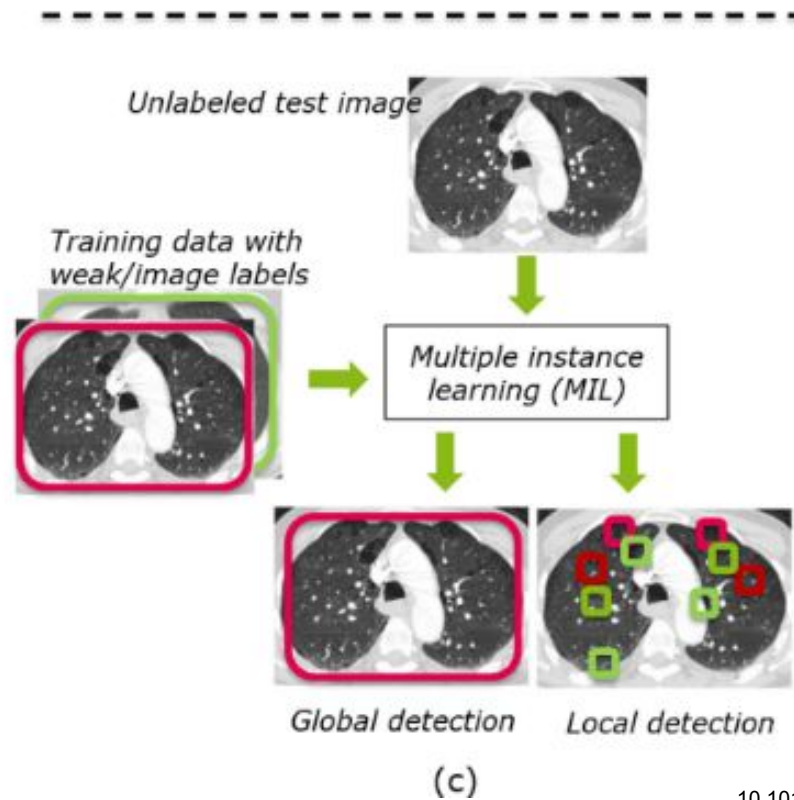 Unlabeled test image
Training data with
weak/image labels
Multiple instance
learning (MIL)
Global detection
Local detection
(c)